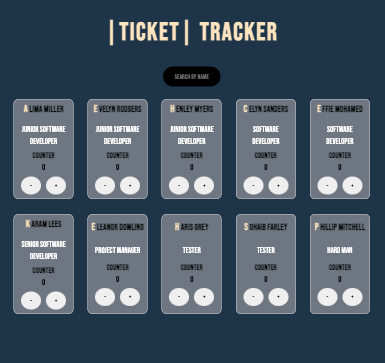 |TICKET| TRACKER
SEARCH BY NAME
ALIMA MILLER
JUNIOR SOFTWARE
DEVELOPER
COUNTER
0
- +
EVELYN RODGERS
JUNIOR SOFTWARE
DEVELOPER
COUNTER
0
- +
HENLEY MYERS
JUNIOR SOFTWARE
DEVELOPER
COUNTER
0
- +
CELYN SANDERS
SOFTWARE
DEVELOPER
COUNTER
0
- +
EFFIE MOHAMED
SOFTWARE
DEVELOPER
COUNTER
0
- +
KARAM LEES
SENIOR SOFTWARE
DEVELOPER
COUNTER
0
- +
ELEANOR DOWLING
PROJECT MANAGER
COUNTER
0
- +
HARIS GREY
TESTER
COUNTER
0
- +
SOHAIB FARLEY
TESTER
COUNTER
0
- +
PHILLIP MITCHELL
HARD MAN
COUNTER
0
- +